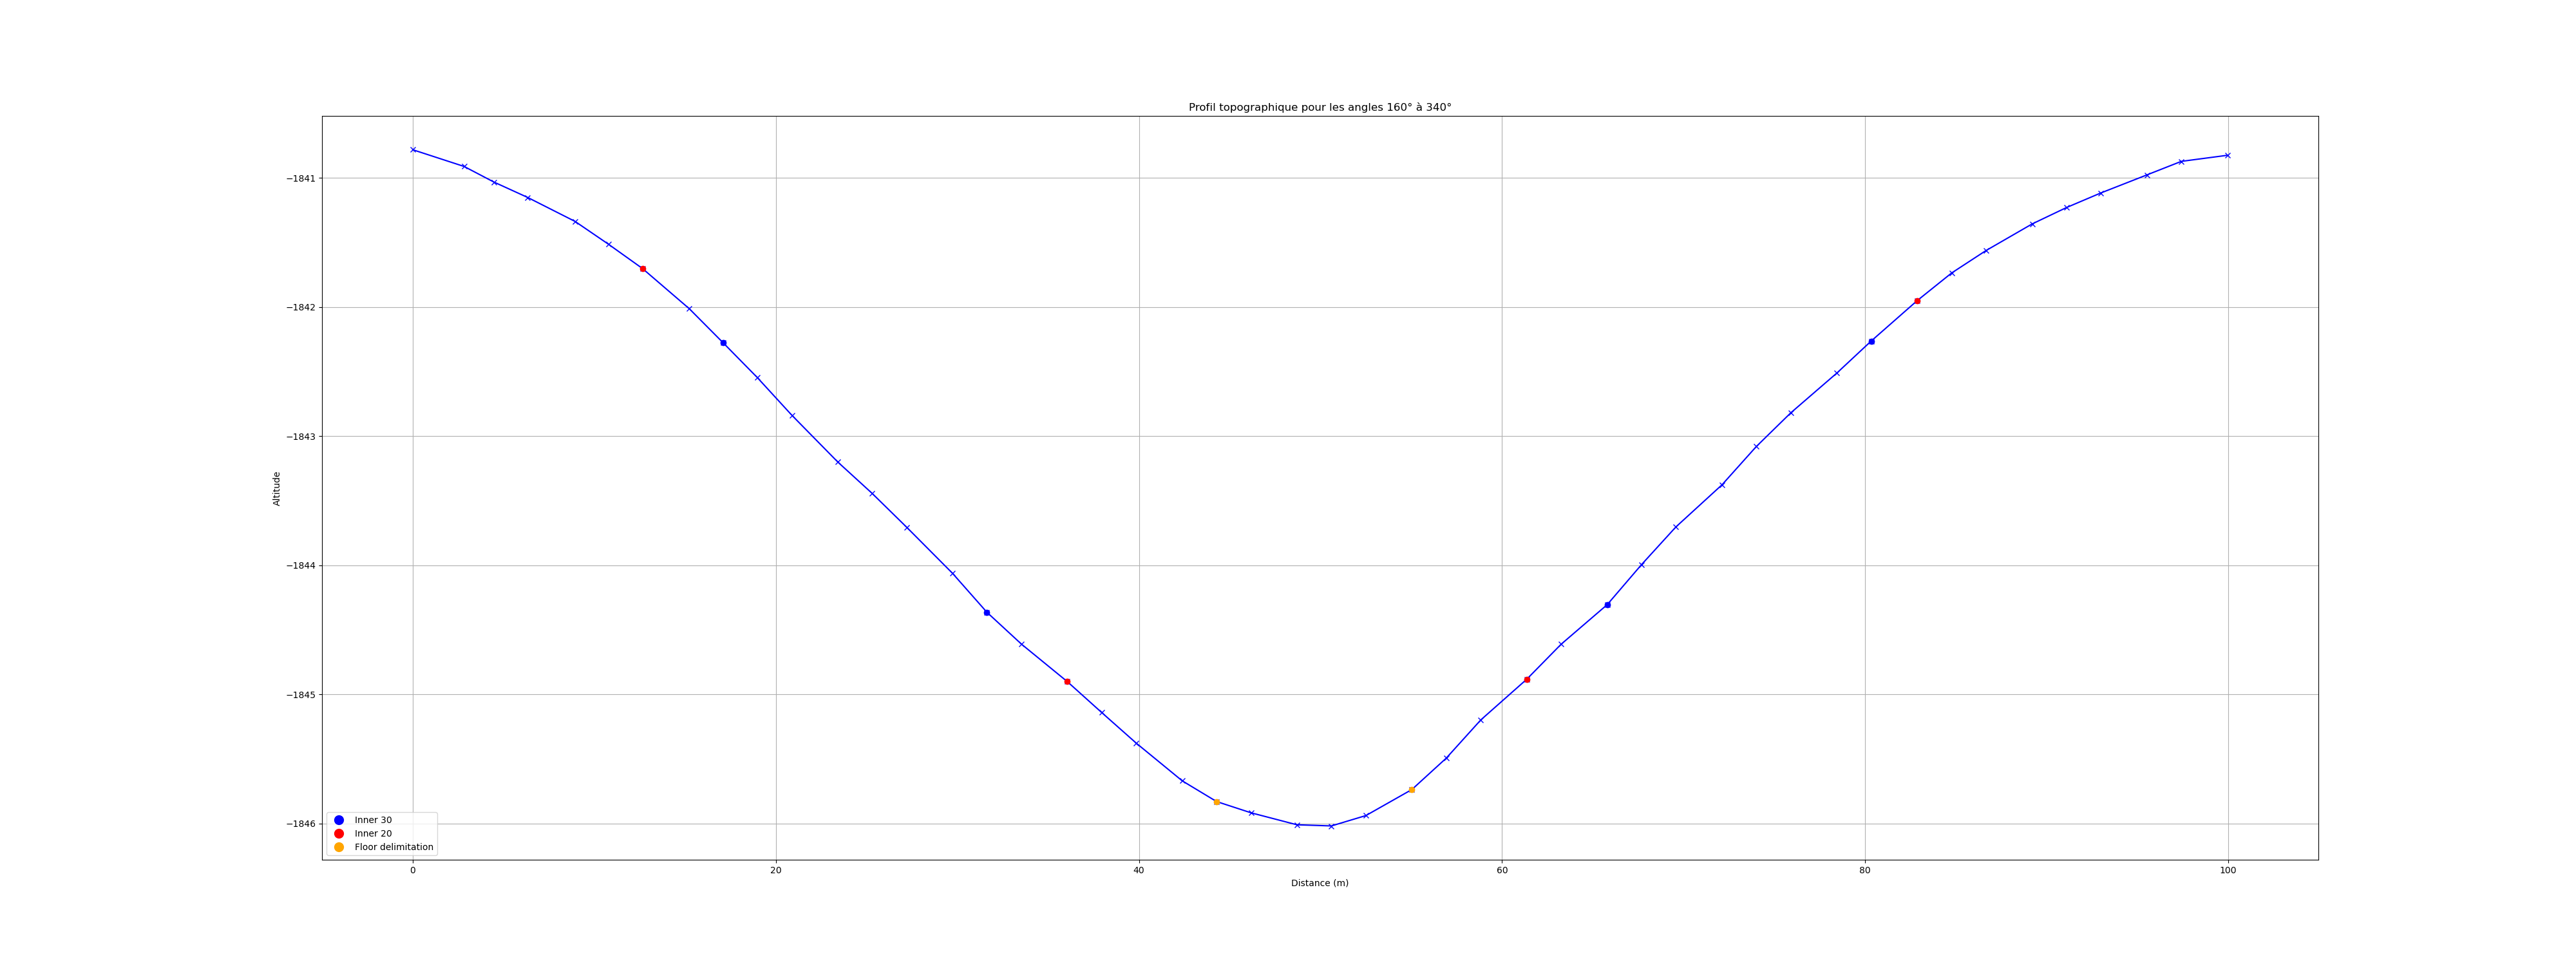 Profil topographique pour les angles 160° à 340°
Altitude
−1841
−1842
−1843
−1844
−1845
−1846
Inner 30
Inner 20
Floor delimitation
0 20 40 60 80 100
Distance (m)